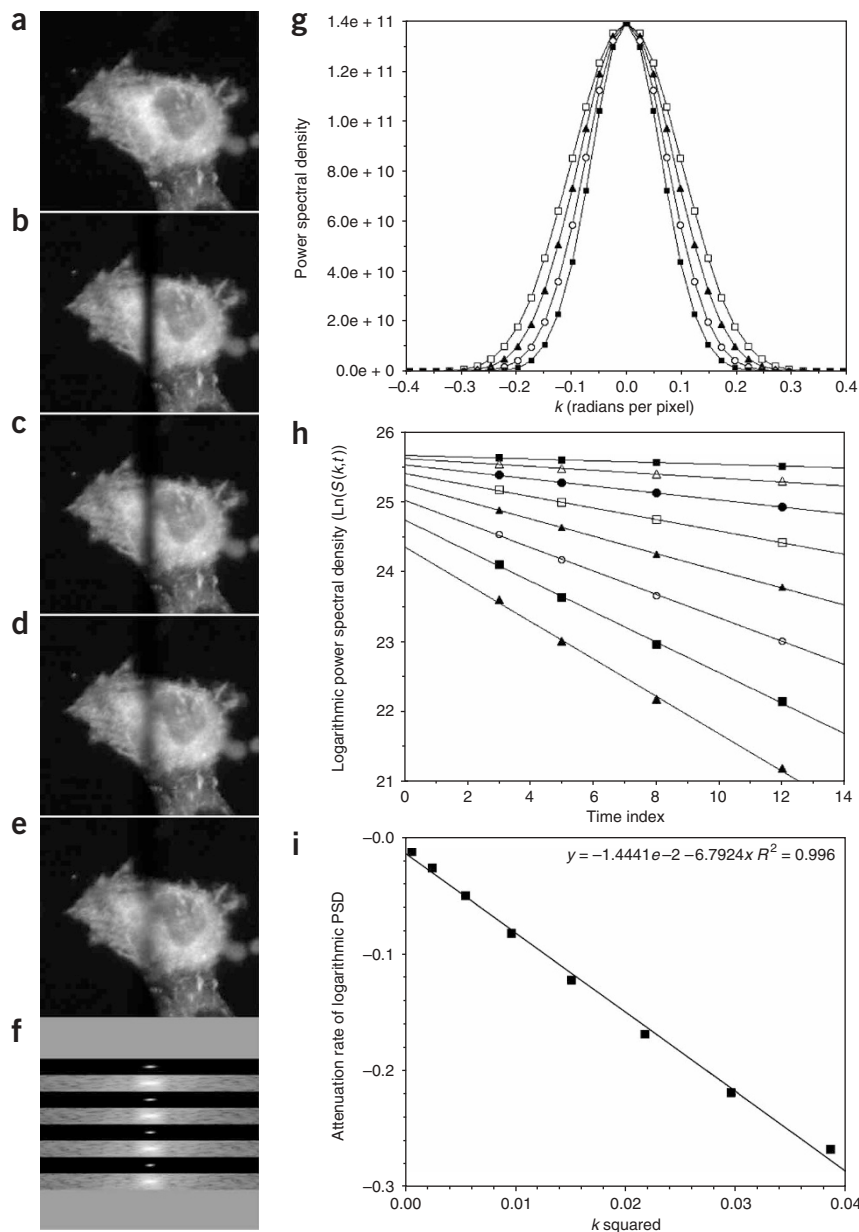 a
b
c
d
e
f
g
Power spectral density
1.4e + 11
1.2e + 11
1.0e + 11
8.0e + 10
6.0e + 10
4.0e + 10
2.0e + 10
0.0e + 0
−0.4 −0.3 −0.2 −0.1 0.0 0.1 0.2 0.3 0.4
k (radians per pixel)
h
Logarithmic power spectral density (Ln(S(k,t))
26
25
24
23
22
21
0 2 4 6 8 10 12 14
Time index
i
y = −1.4441e−2 −6.7924x R² = 0.996
Attenuation rate of logarithmic PSD
−0.0
−0.1
−0.2
−0.3
0.00 0.01 0.02 0.03 0.04
k squared